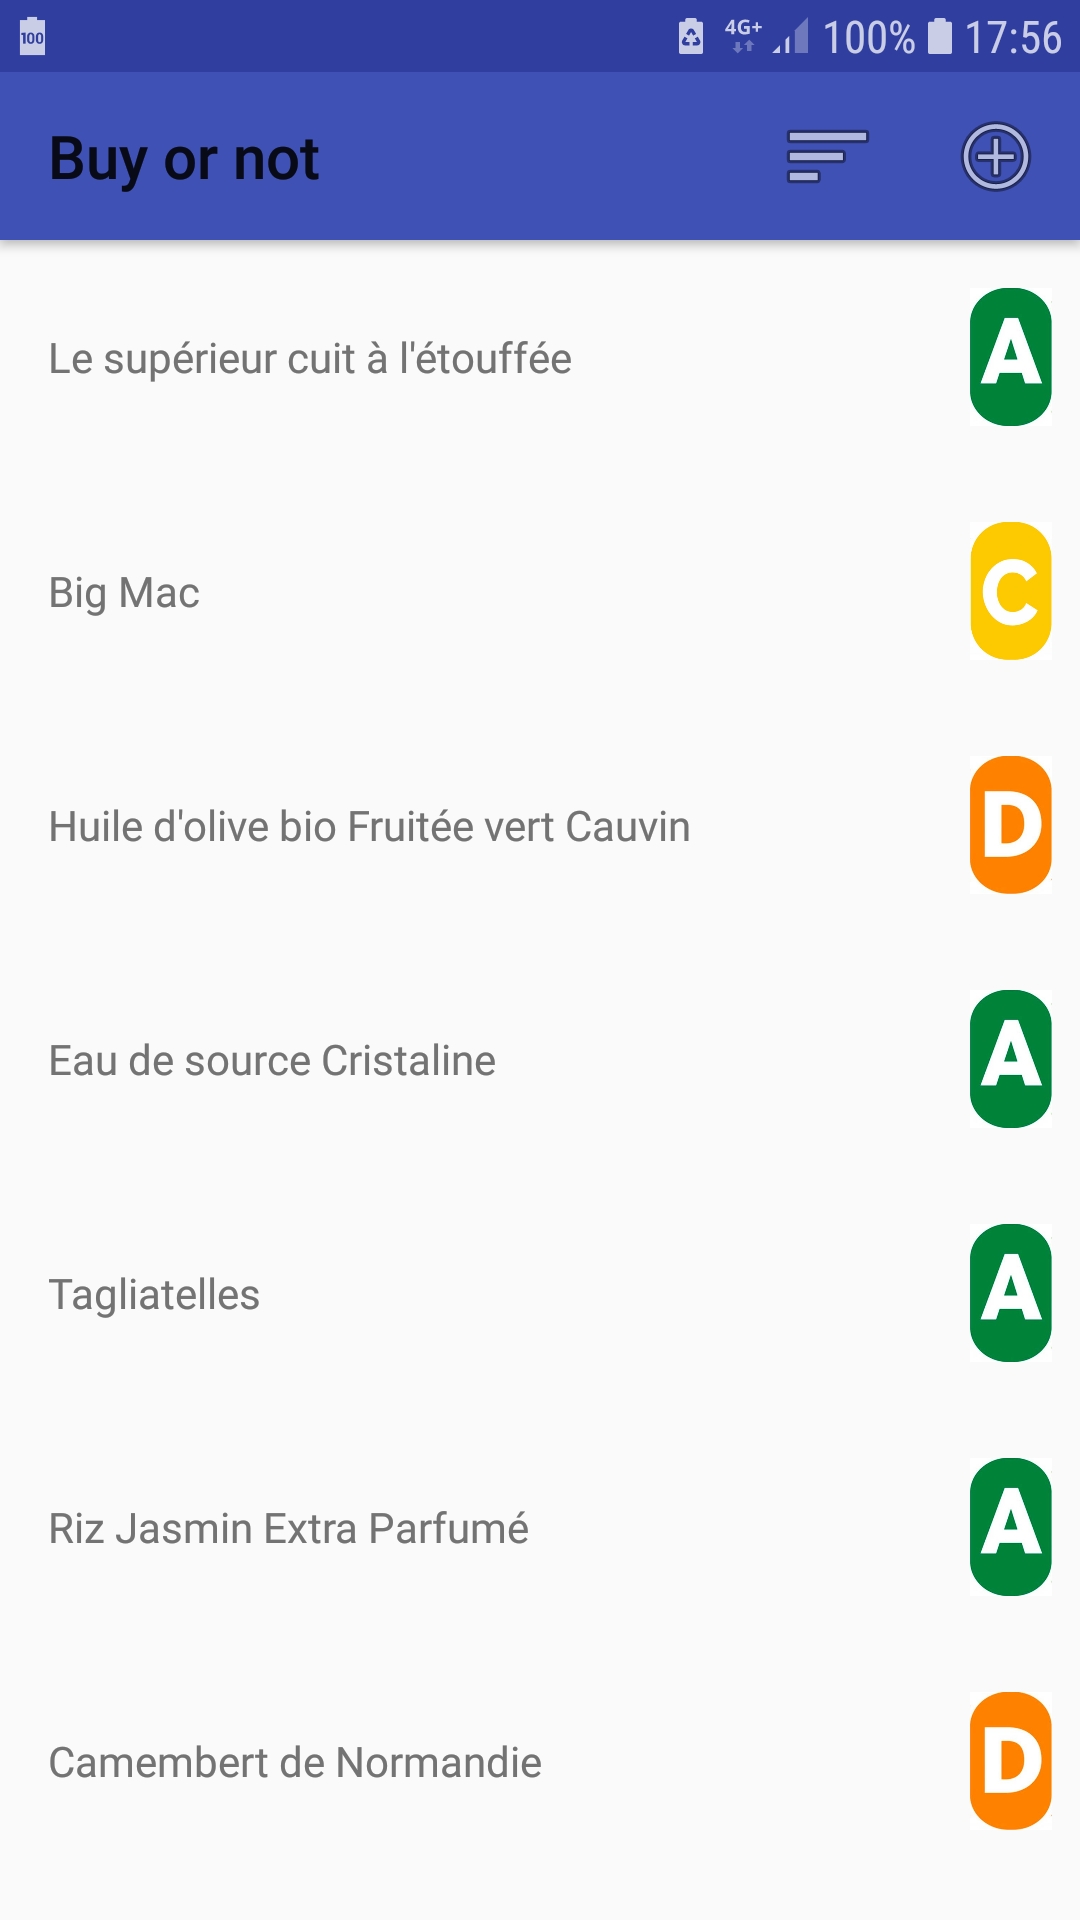 100 4G+ 100% 17:56
Buy or not
Le supérieur cuit à l'étouffée A
Big Mac C
Huile d'olive bio Fruitée vert Cauvin D
Eau de source Cristaline A
Tagliatelles A
Riz Jasmin Extra Parfumé A
Camembert de Normandie D